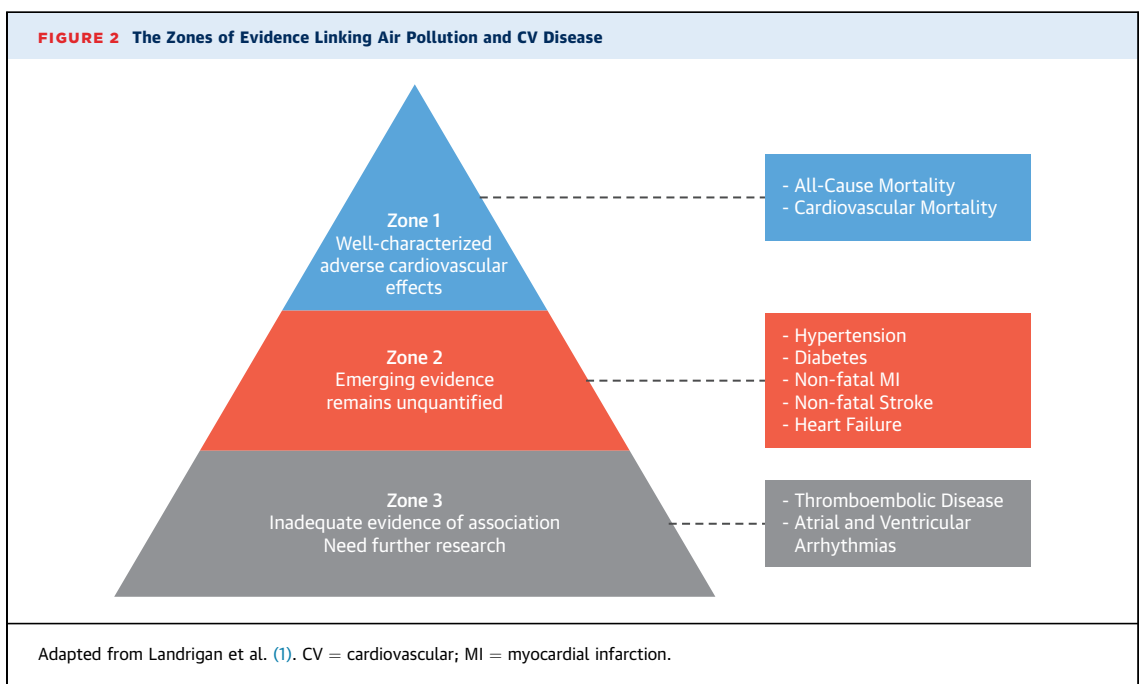 FIGURE 2 The Zones of Evidence Linking Air Pollution and CV Disease
Zone 1
Well-characterized
adverse cardiovascular
effects
- All-Cause Mortality
- Cardiovascular Mortality
Zone 2
Emerging evidence
remains unquantified
- Hypertension
- Diabetes
- Non-fatal MI
- Non-fatal Stroke
- Heart Failure
Zone 3
Inadequate evidence of association
Need further research
- Thromboembolic Disease
- Atrial and Ventricular
Arrhythmias
Adapted from Landrigan et al. (1). CV = cardiovascular; MI = myocardial infarction.